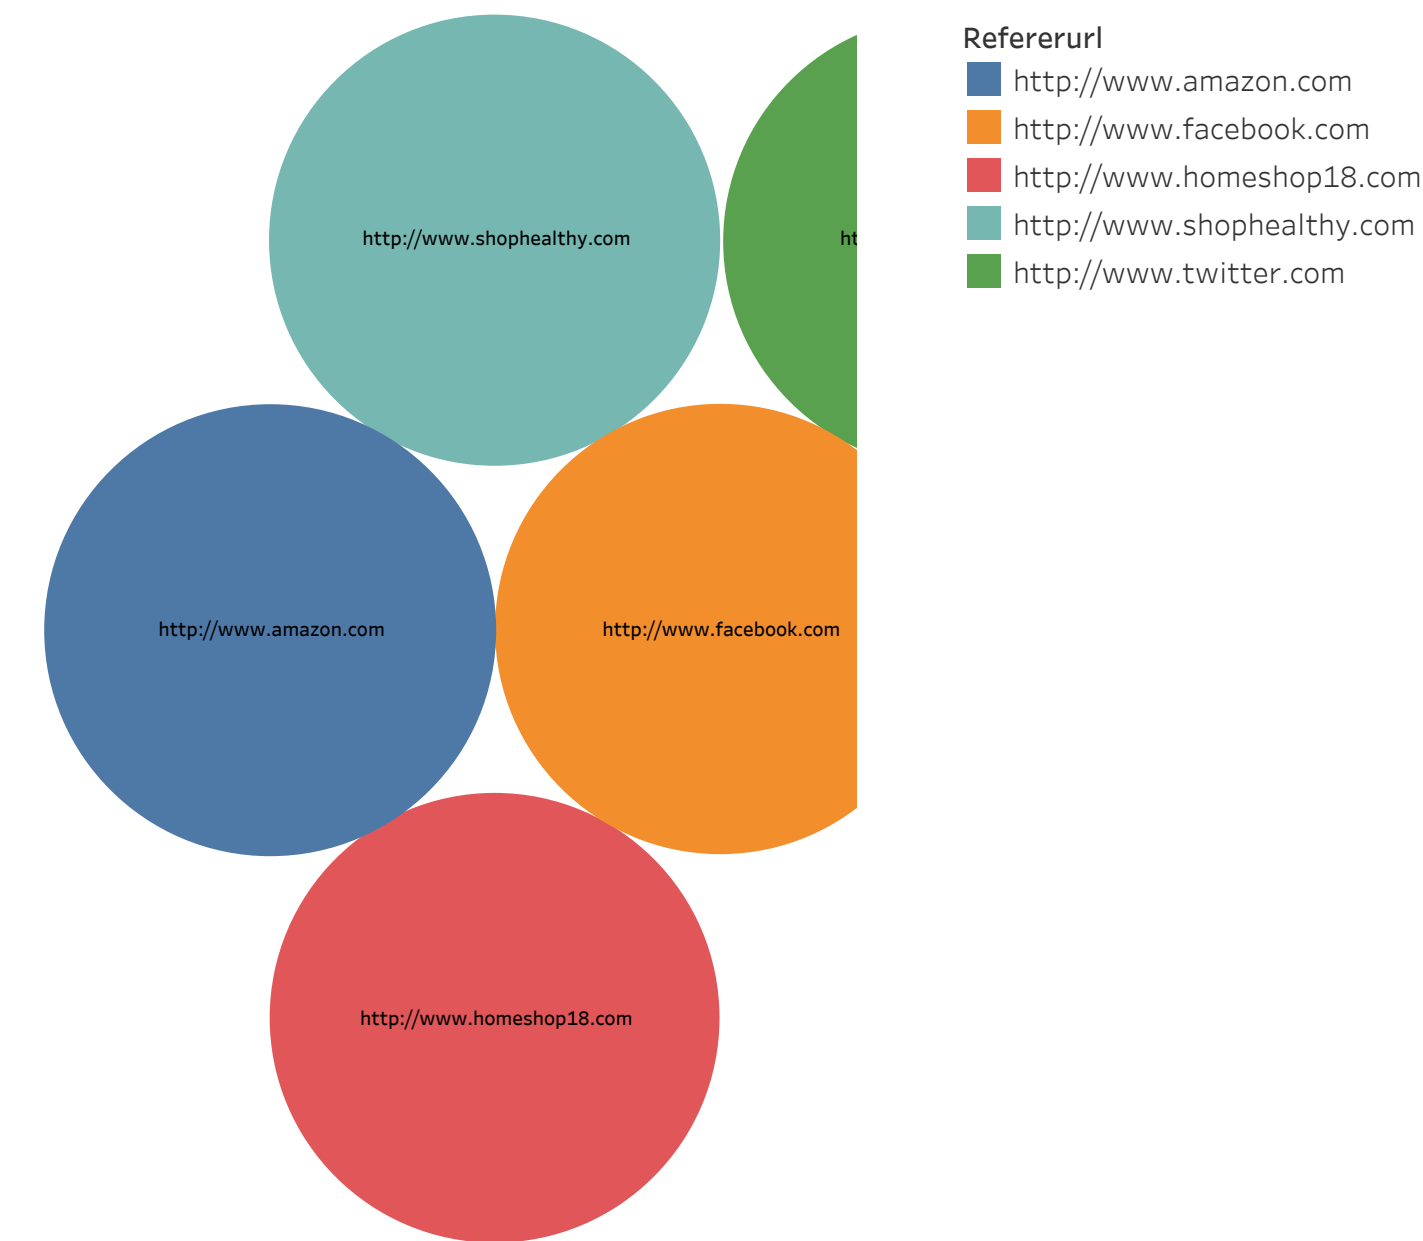 http://www.shophealthy.com
ht
http://www.amazon.com
http://www.facebook.com
http://www.homeshop18.com
Refererurl
http://www.amazon.com
http://www.facebook.com
http://www.homeshop18.com
http://www.shophealthy.com
http://www.twitter.com